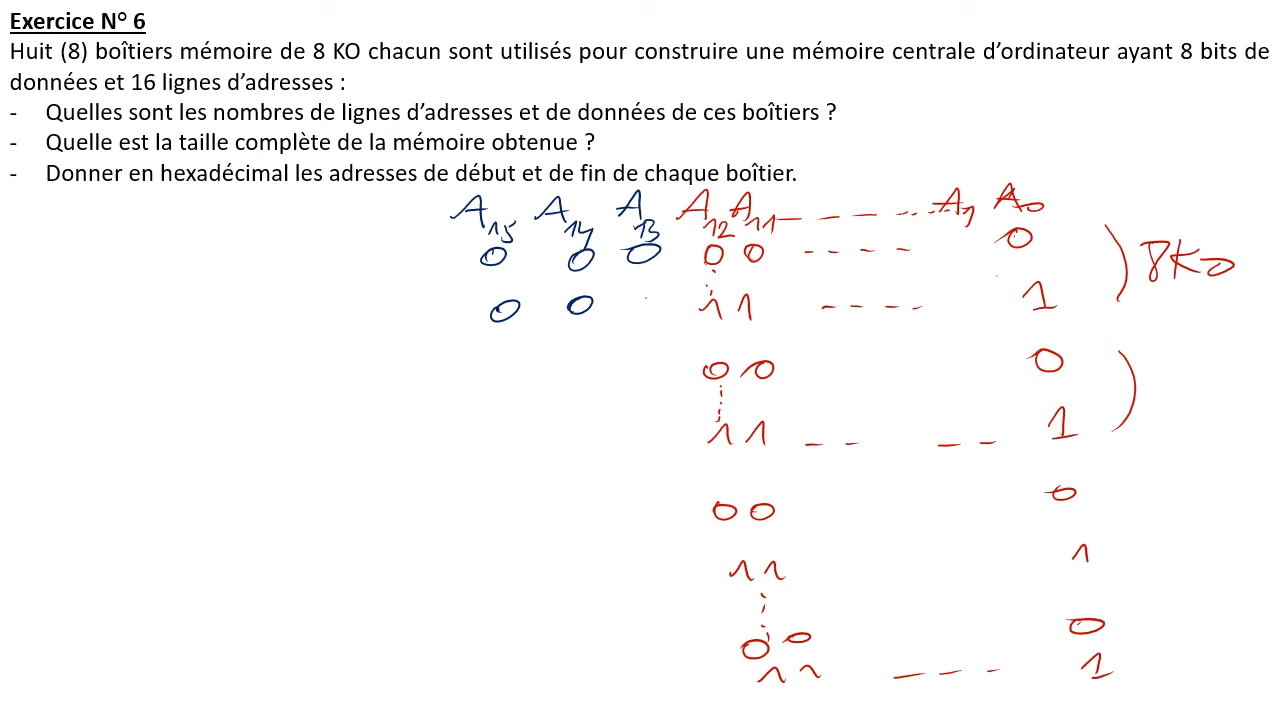 Exercice N° 6
Huit (8) boîtiers mémoire de 8 KO chacun sont utilisés pour construire une mémoire centrale d'ordinateur ayant 8 bits de
données et 16 lignes d'adresses :
- Quelles sont les nombres de lignes d'adresses et de données de ces boîtiers ?
- Quelle est la taille complète de la mémoire obtenue ?
- Donner en hexadécimal les adresses de début et de fin de chaque boîtier.
A15 A14 A13 A12 A11 - - - - ..... A1 A0
0 0 0 0 0 - - - - 0 ) 8KO
0 0 1 1 - - - - 1
0 0 0 )
1 1 - - - - 1
0 0 0
1 1 1
0 0 0
1 1 - - - 1